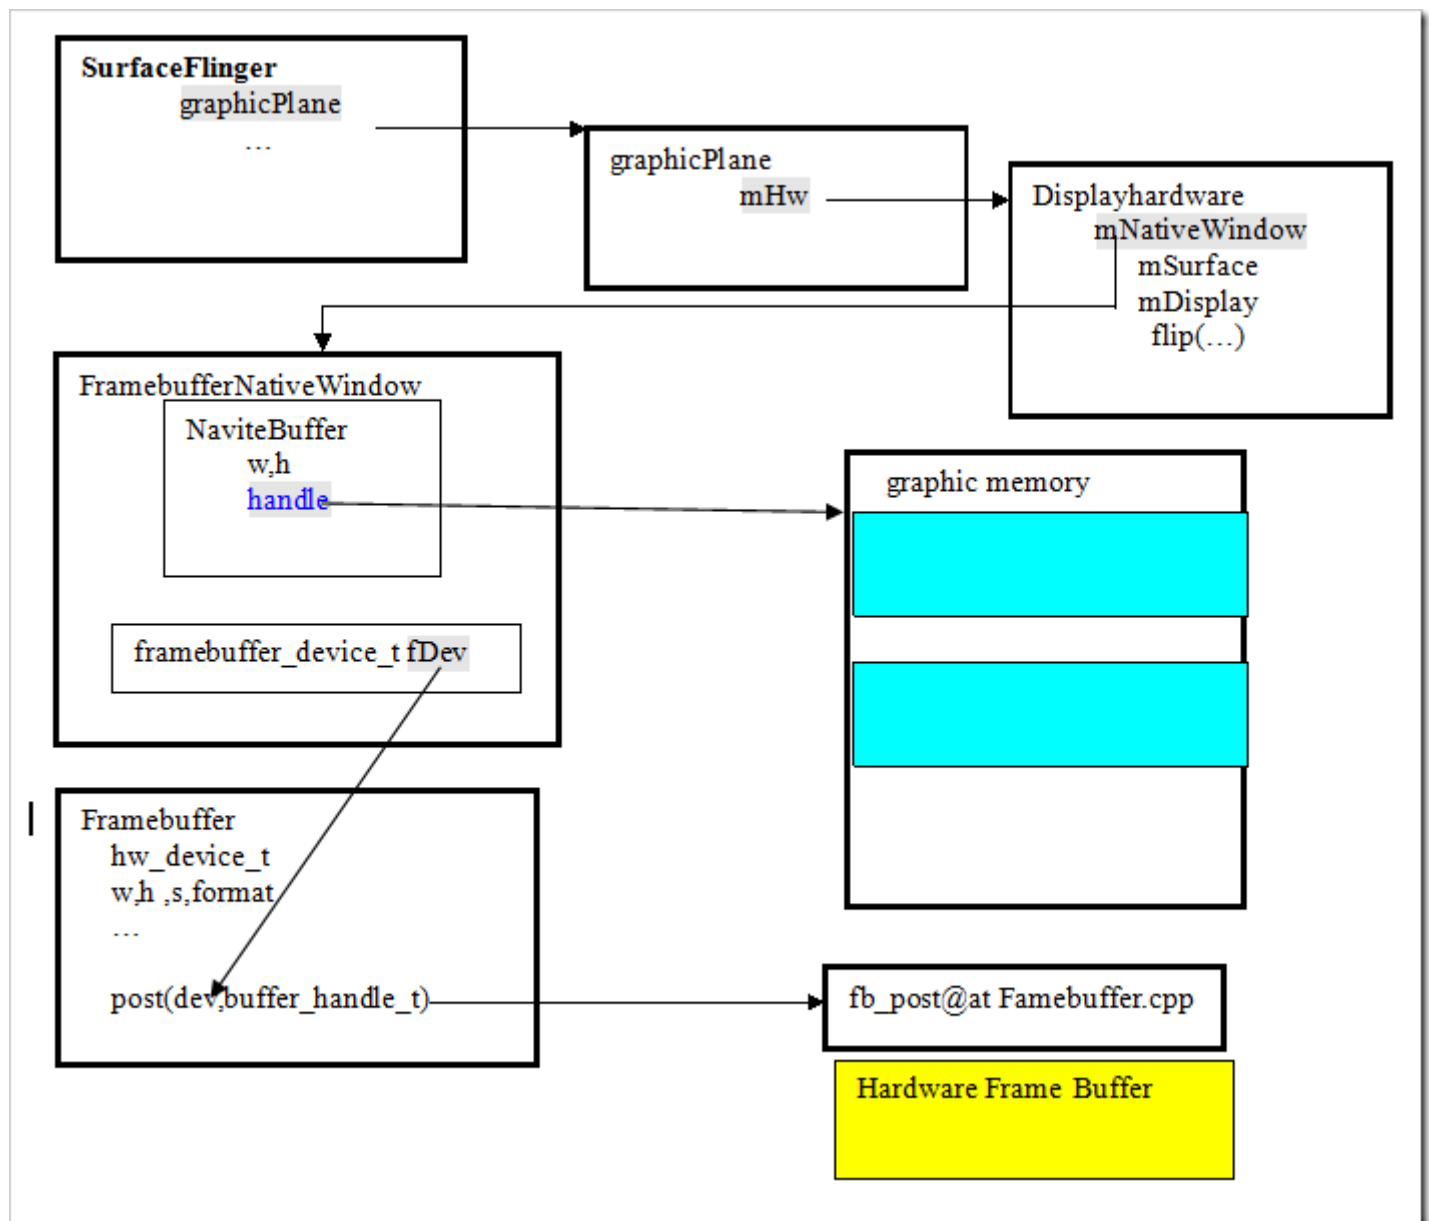 SurfaceFlinger
graphicPlane
...
graphicPlane
mHw
Displayhardware
mNativeWindow
mSurface
mDisplay
flip(...)
FramebufferNativeWindow
NaviteBuffer
w,h
handle
framebuffer_device_t fDev
graphic memory
Framebuffer
hw_device_t
w,h ,s,format
...
post(dev,buffer_handle_t)
fb_post@at Famebuffer.cpp
Hardware Frame Buffer